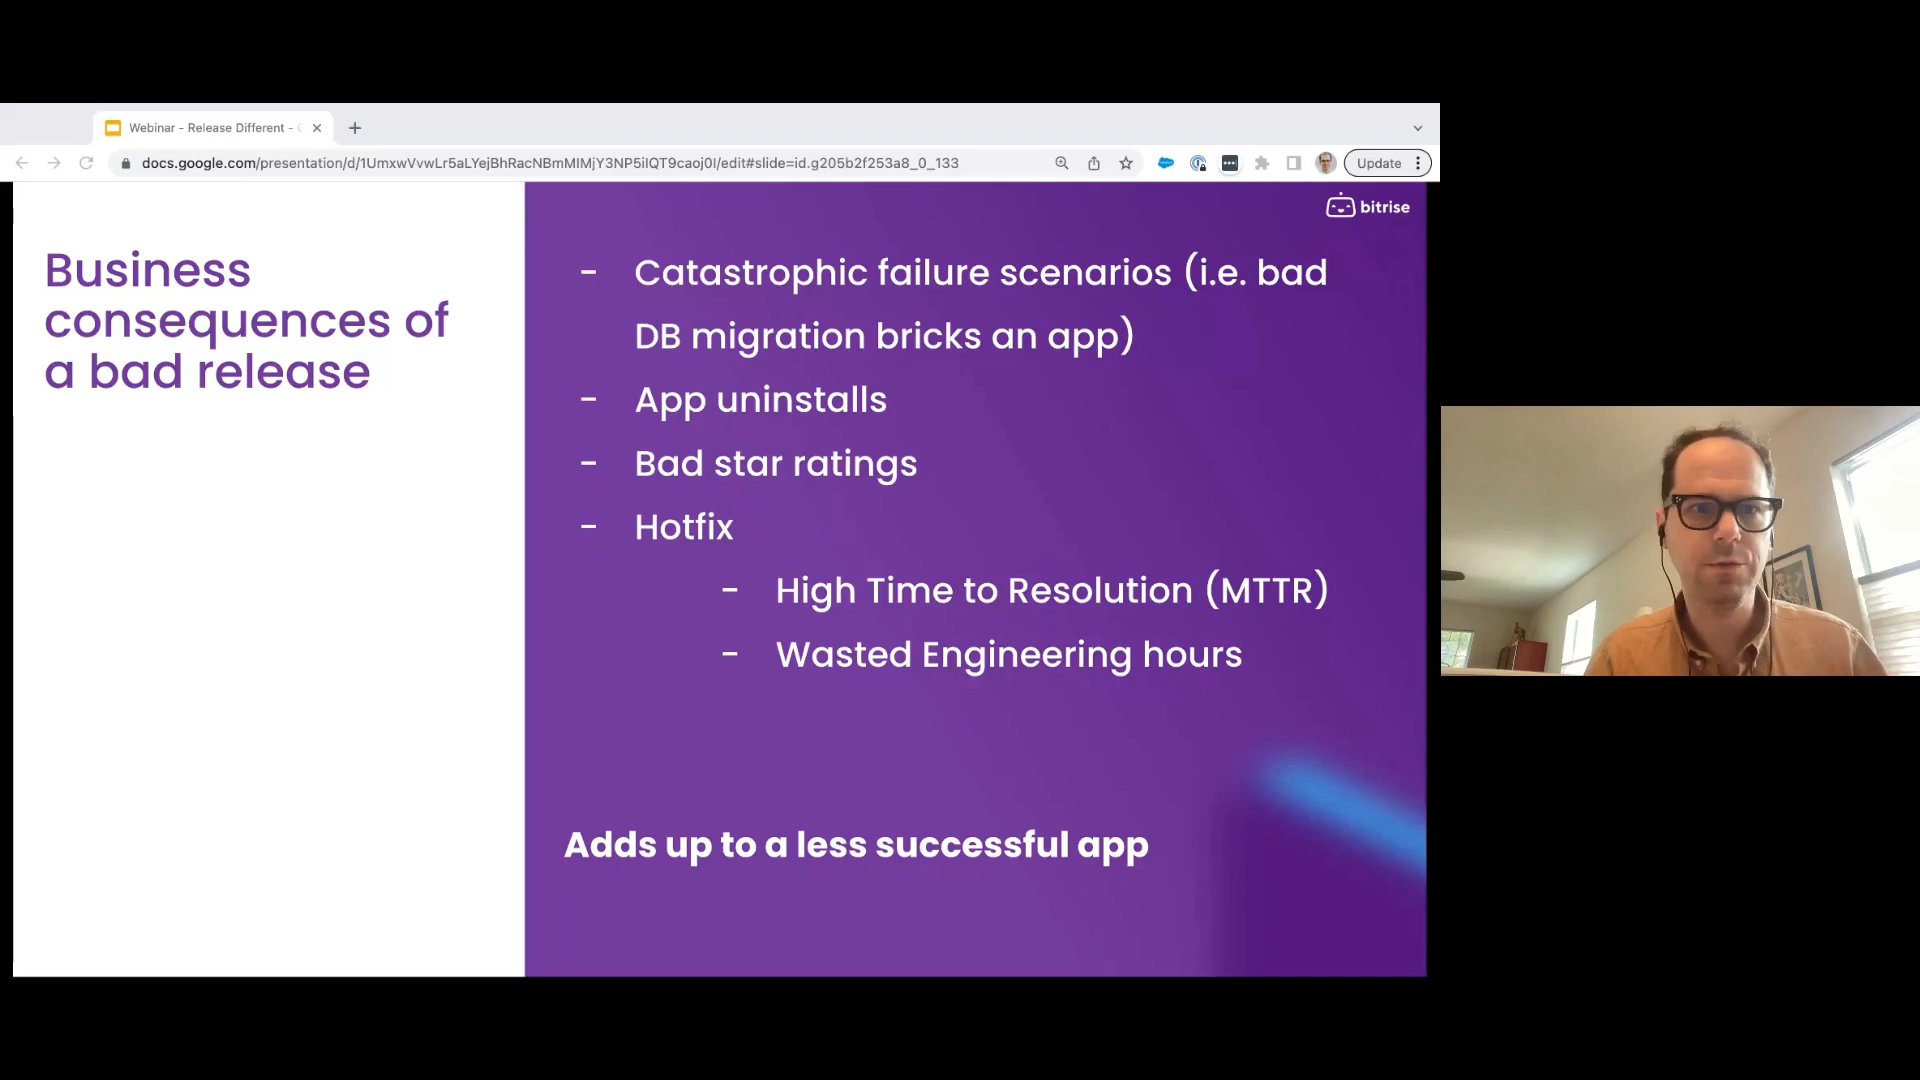 Webinar - Release Different -
docs.google.com/presentation/d/1UmxwVvwLr5aLYejBhRacNBmMIMjY3NP5iIQT9caoj0I/edit#slide=id.g205b2f253a8_0_133
Update
bitrise
Business
consequences of
a bad release
- Catastrophic failure scenarios (i.e. bad
DB migration bricks an app)
- App uninstalls
- Bad star ratings
- Hotfix
- High Time to Resolution (MTTR)
- Wasted Engineering hours
Adds up to a less successful app